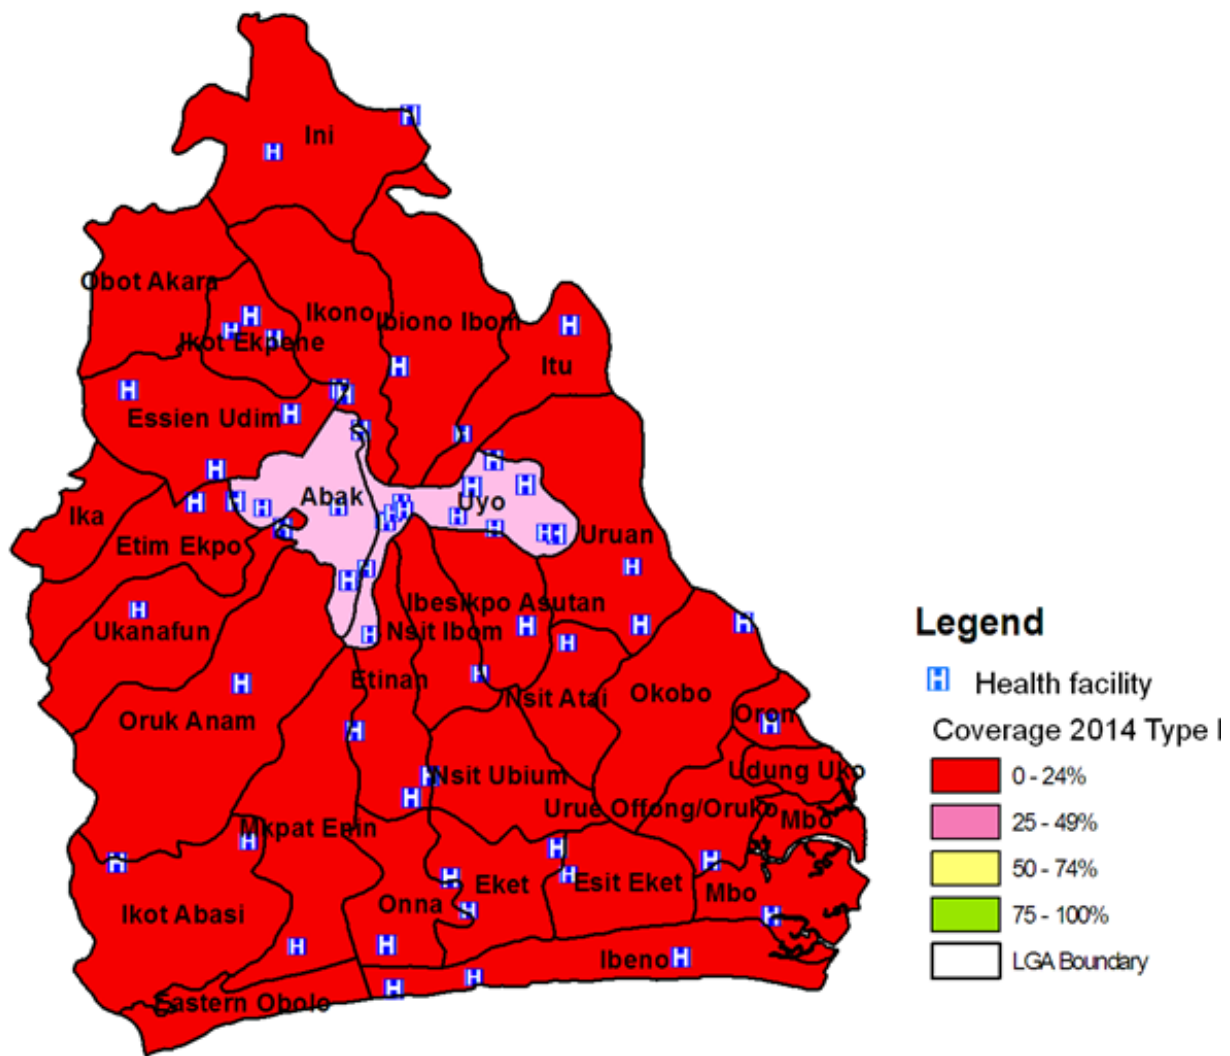 Ini
Obot Akara
Ikono
Ibiono Ibom
Ikot Ekpene
Itu
Essien Udim
Abak
Uyo
Ika
Uruan
Etim Ekpo
Ibesikpo Asutan
Ukanafun
Nsit Ibom
Etinan
Nsit Atai
Okobo
Oruk Anam
Oron
Nsit Ubium
Udung Uko
Urue Offong/Oruko
Mbo
Mkpat Enin
Eket
Esit Eket
Mbo
Ikot Abasi
Onna
Ibeno
Eastern Obolo
Legend
H Health facility
Coverage 2014 Type
0 - 24%
25 - 49%
50 - 74%
75 - 100%
LGA Boundary